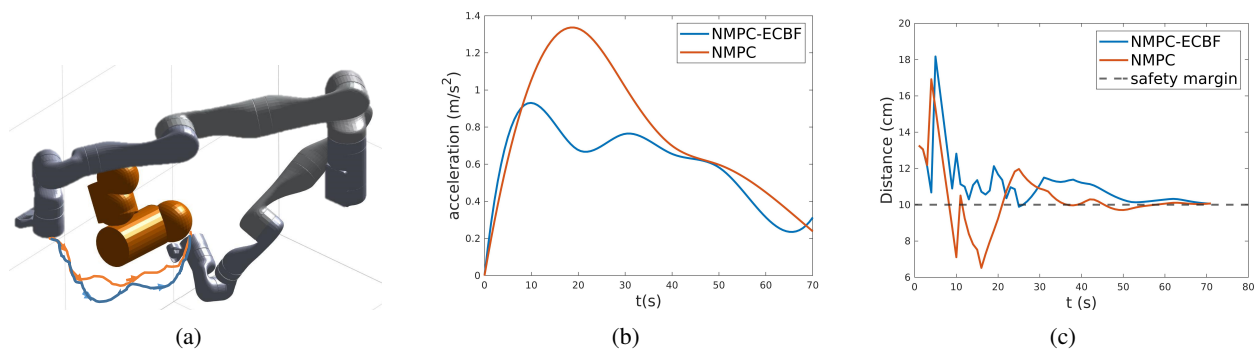 1.4
1.2
1
0.8
0.6
0.4
0.2
0
acceleration (m/s²)
NMPC-ECBF
NMPC
0 10 20 30 40 50 60 70
t(s)
20
18
16
14
12
10
8
6
Distance (cm)
NMPC-ECBF
NMPC
safety margin
0 10 20 30 40 50 60 70 80
t (s)
(a) (b) (c)